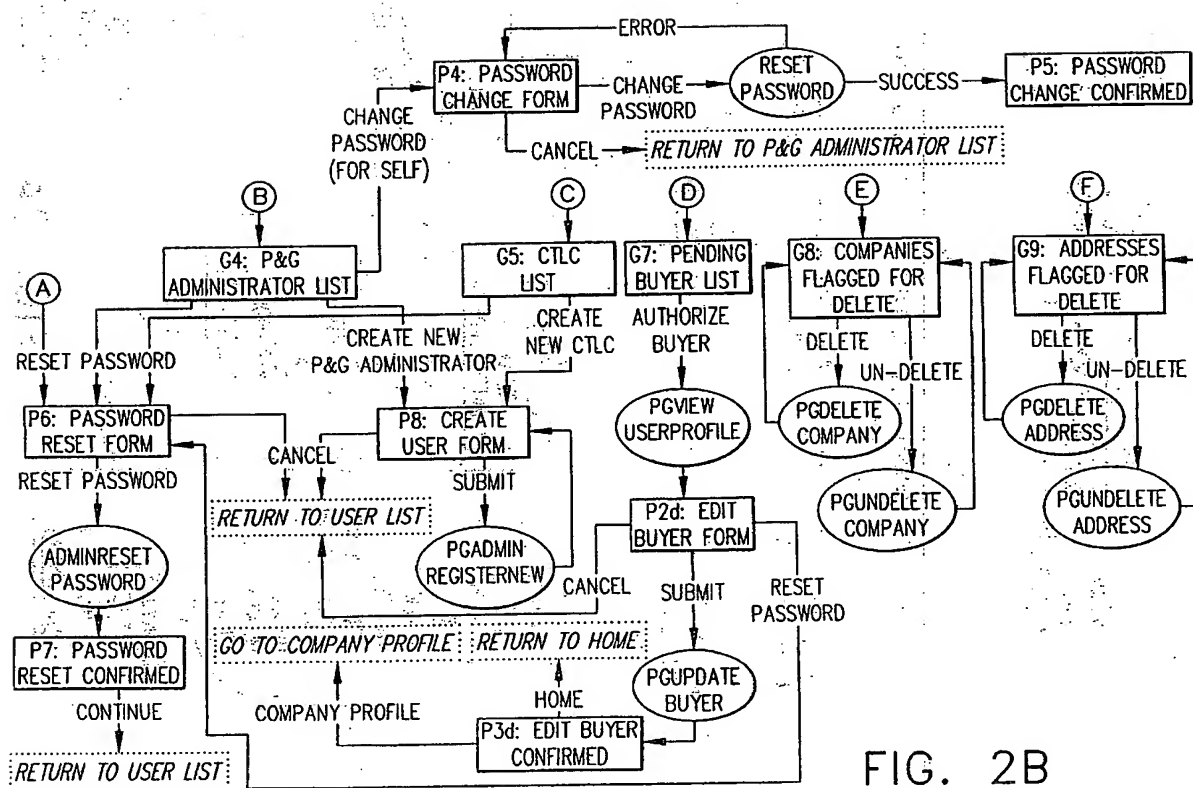 ERROR
P4: PASSWORD
CHANGE FORM
CHANGE
PASSWORD
RESET
PASSWORD
SUCCESS
P5: PASSWORD
CHANGE CONFIRMED
CHANGE
PASSWORD
(FOR SELF)
CANCEL
RETURN TO P&G ADMINISTRATOR LIST
B
C
D
E
F
G4: P&G
ADMINISTRATOR LIST
G5: CTLC
LIST
G7: PENDING
BUYER LIST
G8: COMPANIES
FLAGGED FOR
DELETE
G9: ADDRESSES
FLAGGED FOR
DELETE
A
RESET PASSWORD
CREATE NEW
P&G ADMINISTRATOR
CREATE
NEW CTLC
AUTHORIZE
BUYER
DELETE
UN-DELETE
DELETE
UN-DELETE
P6: PASSWORD
RESET FORM
P8: CREATE
USER FORM
PGVIEW
USERPROFILE
PGDELETE
COMPANY
PGDELETE
ADDRESS
RESET PASSWORD
CANCEL
SUBMIT
RETURN TO USER LIST
P2d: EDIT
BUYER FORM
PGUNDELETE
COMPANY
PGUNDELETE
ADDRESS
ADMINRESET
PASSWORD
PGADMIN
REGISTERNEW
CANCEL
SUBMIT
RESET
PASSWORD
P7: PASSWORD
RESET CONFIRMED
GO TO COMPANY PROFILE
RETURN TO HOME
PGUPDATE
BUYER
CONTINUE
COMPANY PROFILE
HOME
P3d: EDIT BUYER
CONFIRMED
RETURN TO USER LIST
FIG. 2B